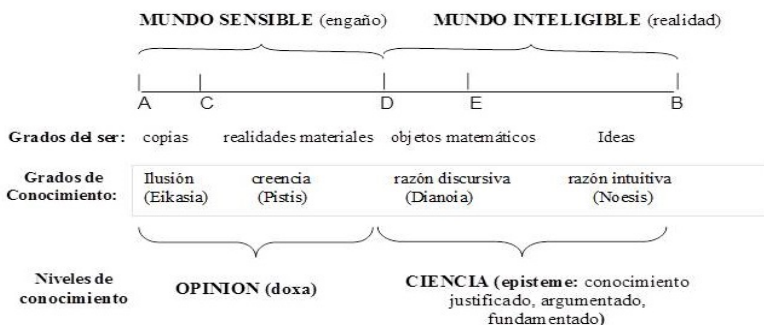 MUNDO SENSIBLE (engaño) MUNDO INTELIGIBLE (realidad)
A C D E B
Grados del ser: copias realidades materiales objetos matemáticos Ideas
Grados de Conocimiento: Ilusión creencia razón discursiva razón intuitiva
(Eikasia) (Pistis) (Dianoia) (Noesis)
Niveles de conocimiento OPINION (doxa) CIENCIA (episteme: conocimiento
justificado, argumentado,
fundamentado)